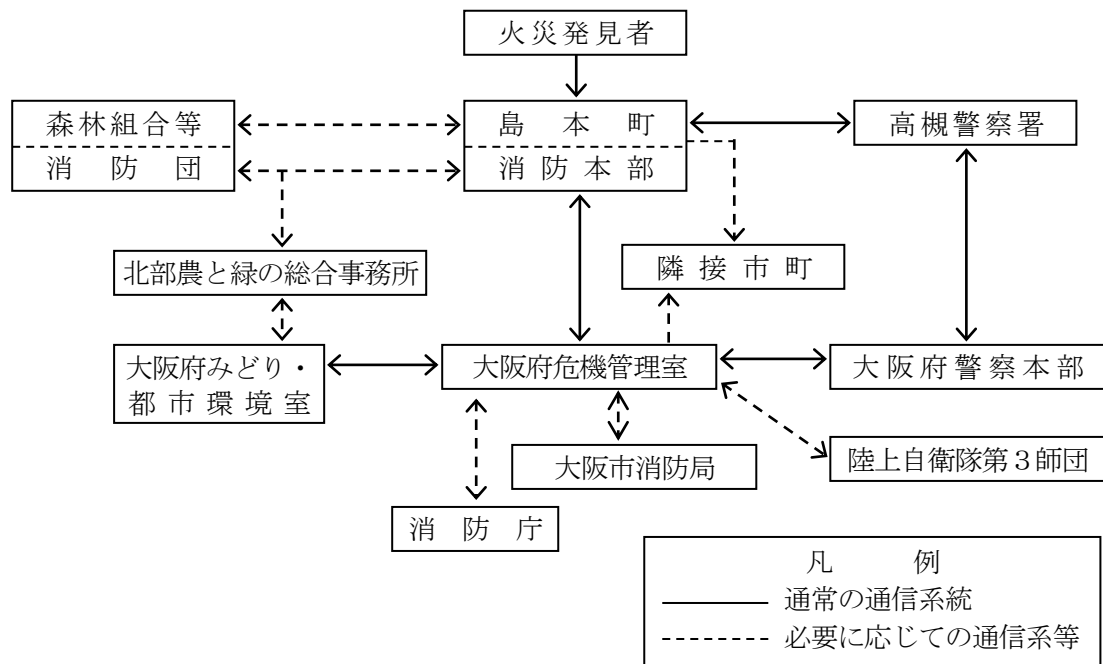 火災発見者
森林組合等
消防団
島本町
消防本部
高槻警察署
隣接市町
北部農と緑の総合事務所
大阪府みどり・
都市環境室
大阪府危機管理室
大阪府警察本部
大阪市消防局
陸上自衛隊第３師団
消防庁
凡例
通常の通信系統
必要に応じての通信系等